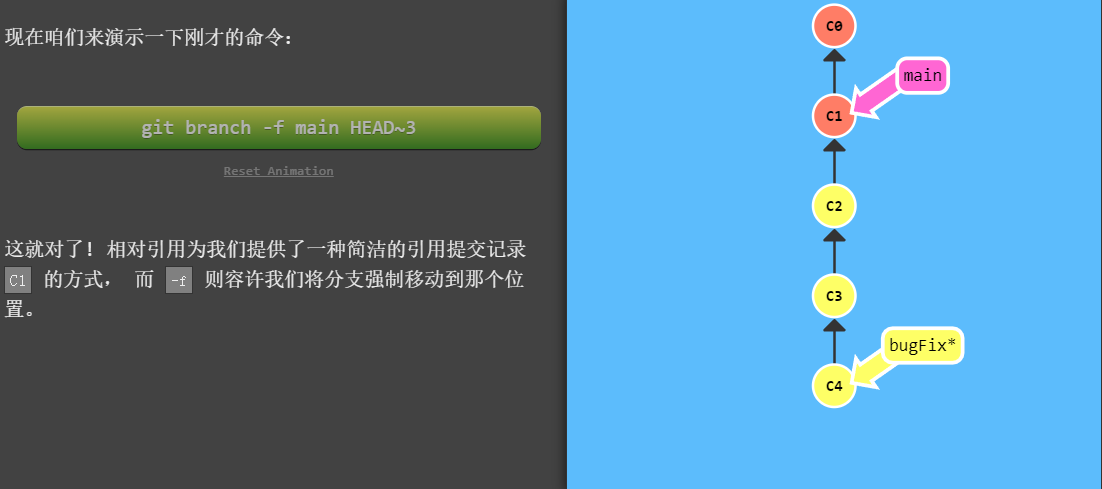 现在咱们来演示一下刚才的命令：
git branch -f main HEAD~3
Reset Animation
这就对了！相对引用为我们提供了一种简洁的引用提交记录
C1 的方式， 而 -f 则容许我们将分支强制移动到那个位
置。
C0
main
C1
C2
C3
bugFix*
C4